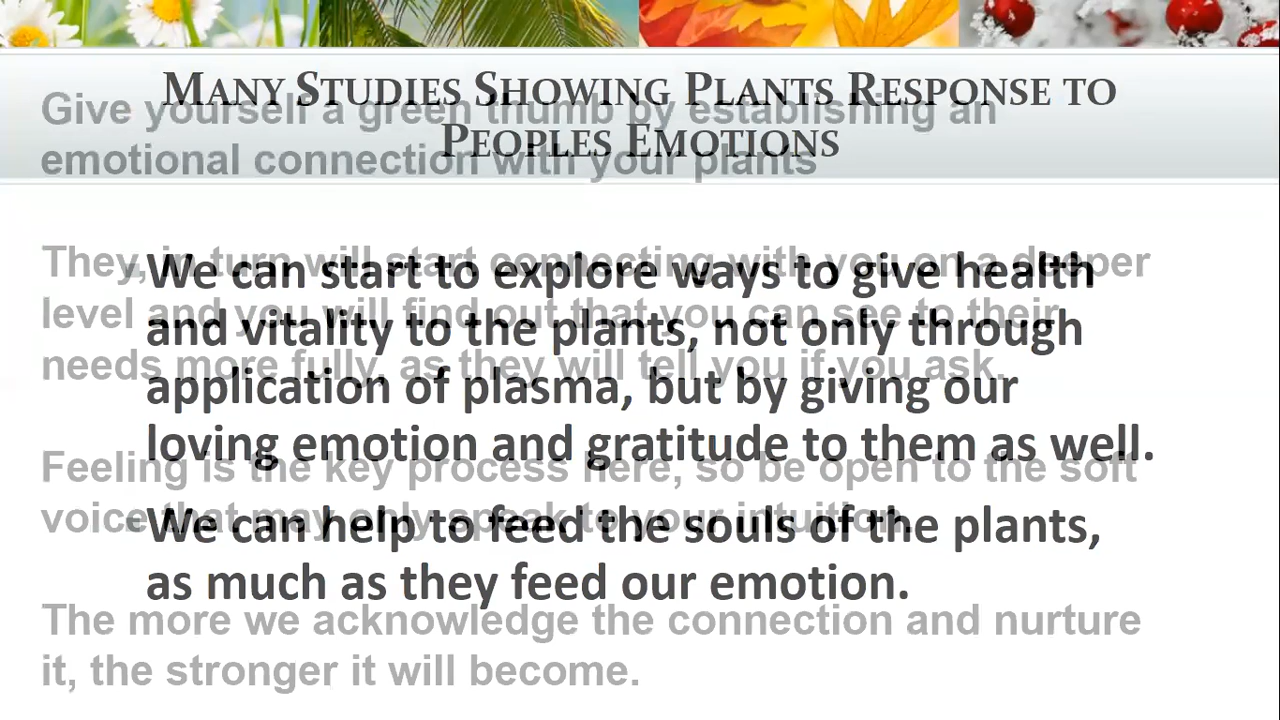 MANY STUDIES SHOWING PLANTS RESPONSE TO
PEOPLES EMOTIONS
We can start to explore ways to give health
and vitality to the plants, not only through
application of plasma, but by giving our
loving emotion and gratitude to them as well.
We can help to feed the souls of the plants,
as much as they feed our emotion.
Give yourself a green thumb by establishing an
emotional connection with your plants
They, in turn will start connecting with you on a deeper
level and you will find out that you can see to their
needs more fully, as they will tell you if you ask.
Feeling is the key process here, so be open to the soft
voice that may only speak to your intuition.
The more we acknowledge the connection and nurture
it, the stronger it will become.